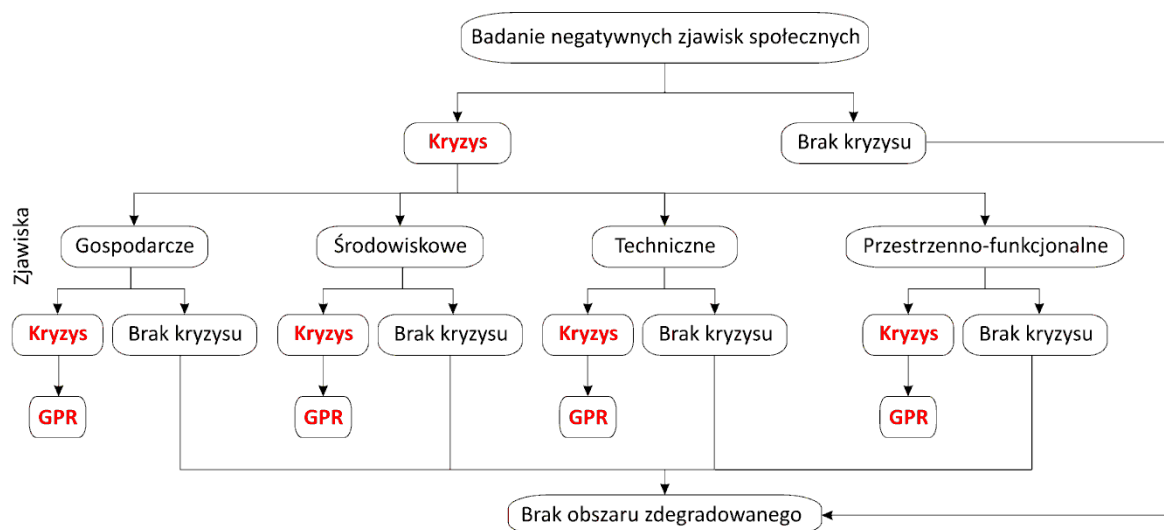 Badanie negatywnych zjawisk społecznych
Kryzys
Brak kryzysu
Zjawiska
Gospodarcze
Środowiskowe
Techniczne
Przestrzenno-funkcjonalne
Kryzys
Brak kryzysu
Kryzys
Brak kryzysu
Kryzys
Brak kryzysu
Kryzys
Brak kryzysu
GPR
GPR
GPR
GPR
Brak obszaru zdegradowanego